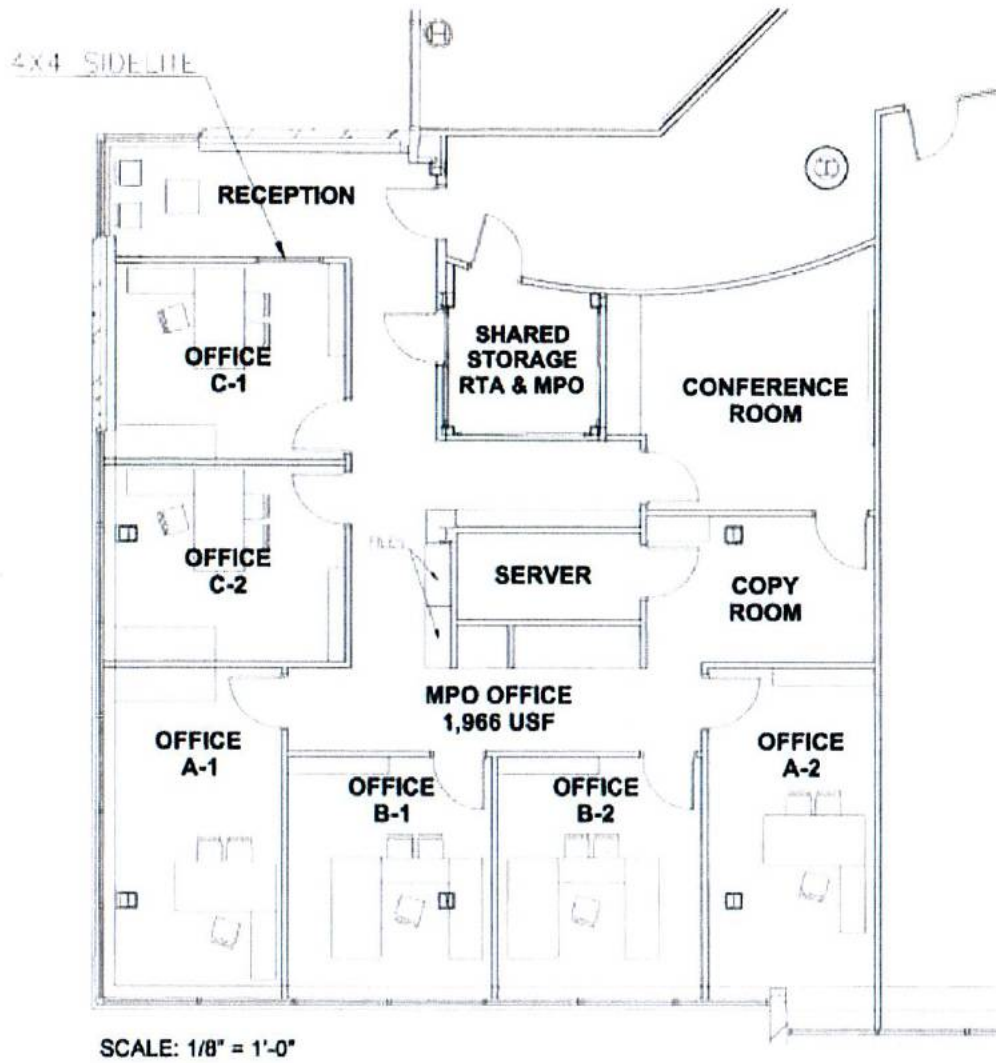 4X4 SIDELITE
H
RECEPTION
OFFICE
C-1
SHARED
STORAGE
RTA & MPO
CONFERENCE
ROOM
OFFICE
C-2
FILES
SERVER
COPY
ROOM
MPO OFFICE
1,966 USF
OFFICE
A-1
OFFICE
B-1
OFFICE
B-2
OFFICE
A-2
SCALE: 1/8" = 1'-0"